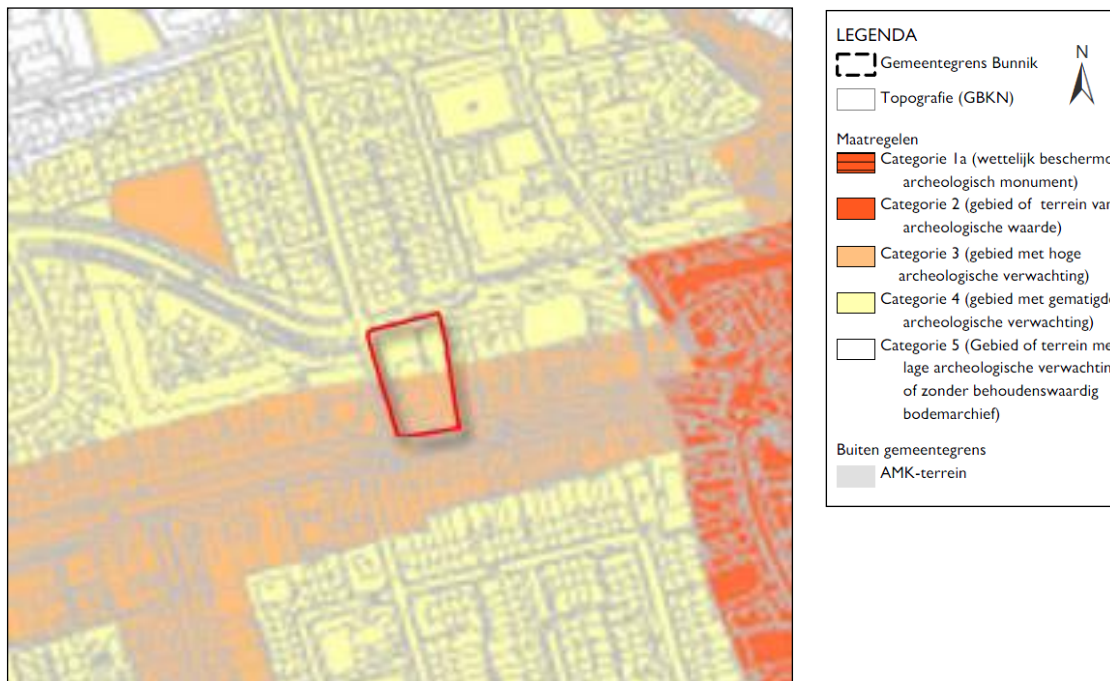 LEGENDA
N
Gemeentegrens Bunnik
Topografie (GBKN)
Maatregelen
Categorie 1a (wettelijk beschermd
archeologisch monument)
Categorie 2 (gebied of terrein van
archeologische waarde)
Categorie 3 (gebied met hoge
archeologische verwachting)
Categorie 4 (gebied met gematigde
archeologische verwachting)
Categorie 5 (Gebied of terrein me
lage archeologische verwachtin
of zonder behoudenswaardig
bodemarchief)
Buiten gemeentegrens
AMK-terrein